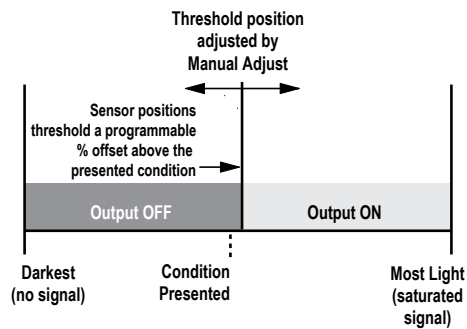 Threshold position
adjusted by
Manual Adjust
Sensor positions
threshold a programmable
% offset above the
presented condition
Output OFF
Output ON
Darkest
(no signal)
Condition
Presented
Most Light
(saturated
signal)